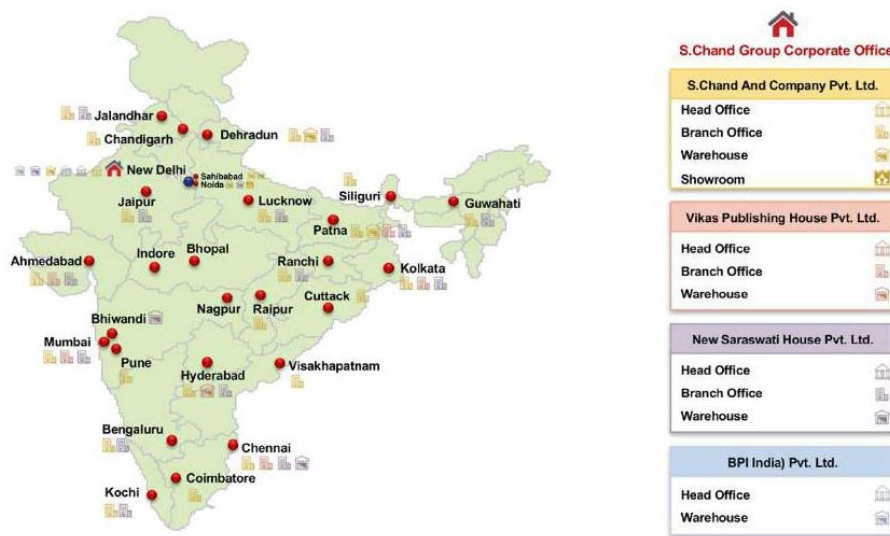 S.Chand Group Corporate Office
S.Chand And Company Pvt. Ltd.
Head Office
Branch Office
Warehouse
Showroom
Vikas Publishing House Pvt. Ltd.
Head Office
Branch Office
Warehouse
New Saraswati House Pvt. Ltd.
Head Office
Branch Office
Warehouse
BPI India) Pvt. Ltd.
Head Office
Warehouse
Jalandhar
Chandigarh
Dehradun
New Delhi
Sahibabad
Noida
Jaipur
Lucknow
Siliguri
Guwahati
Patna
Ahmedabad
Indore
Bhopal
Ranchi
Kolkata
Nagpur
Raipur
Cuttack
Bhiwandi
Mumbai
Pune
Hyderabad
Visakhapatnam
Bengaluru
Chennai
Coimbatore
Kochi